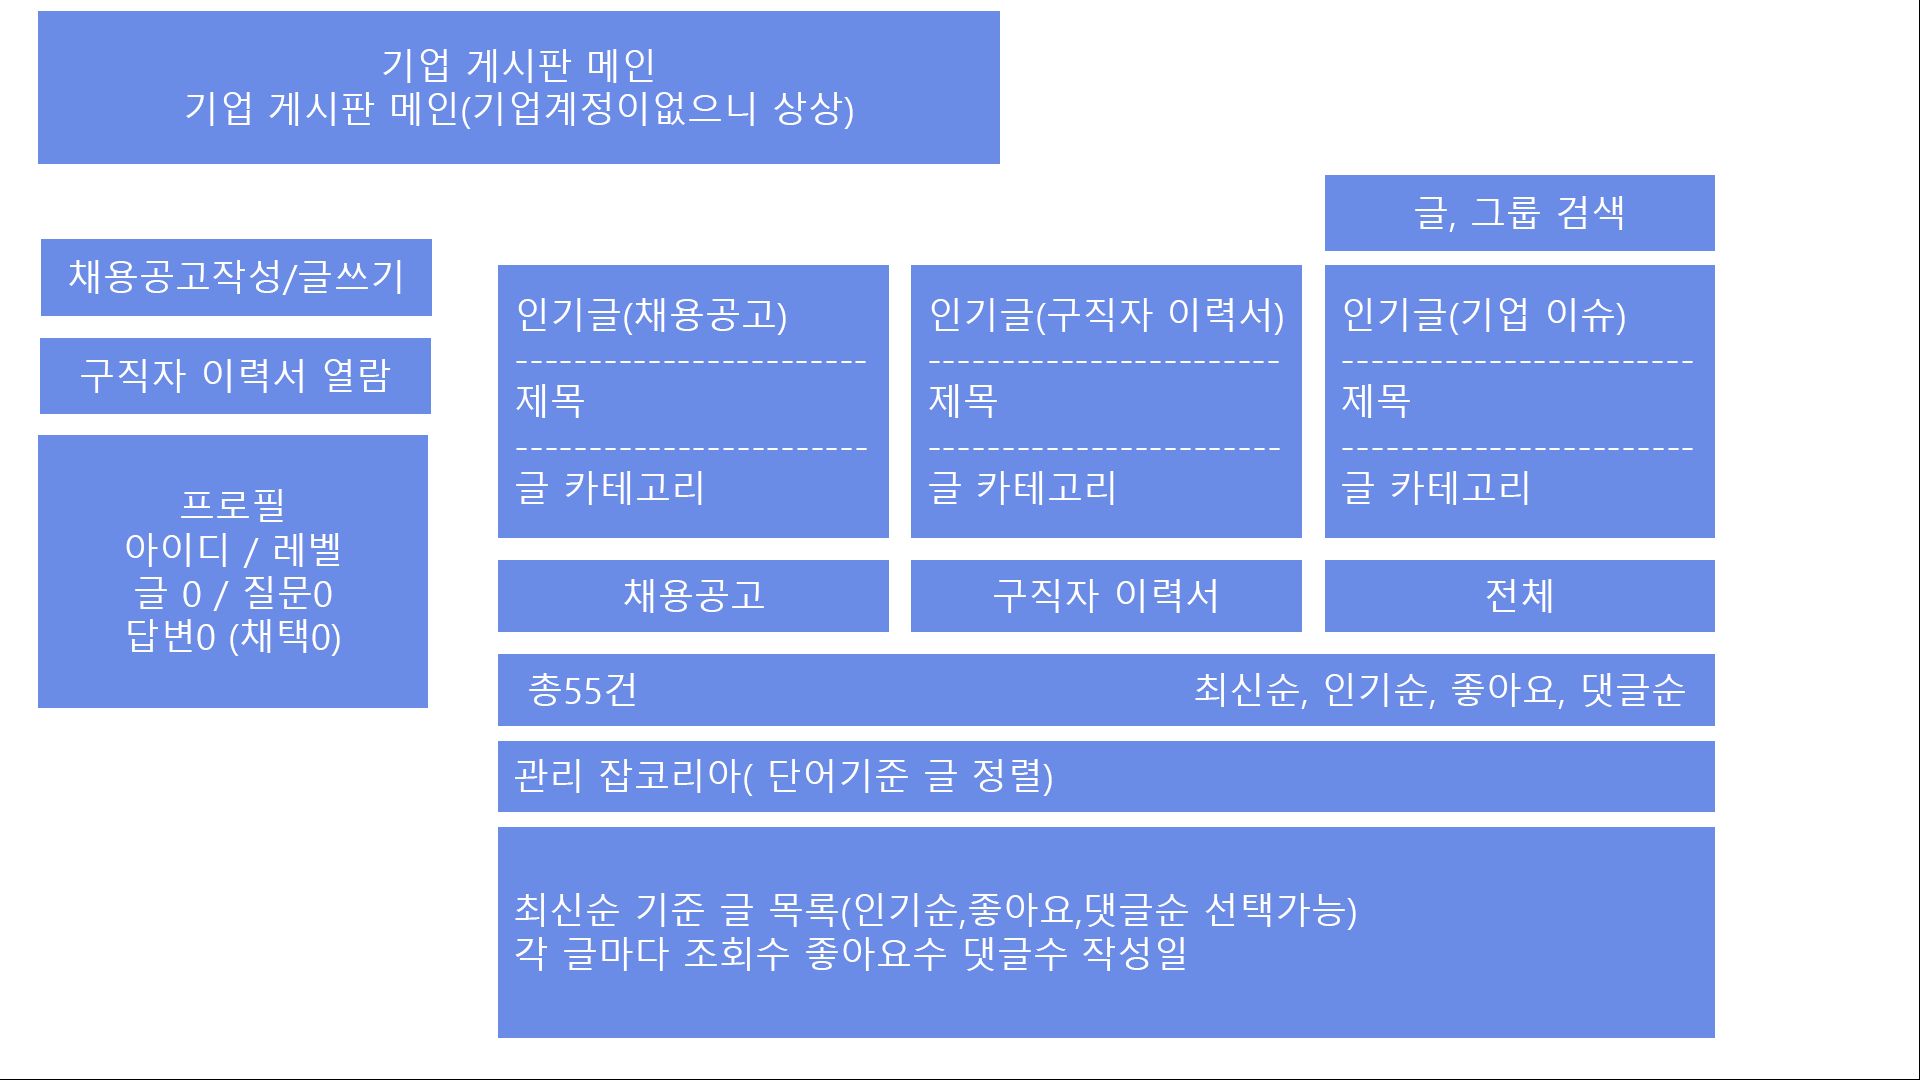 기업 게시판 메인
기업 게시판 메인(기업계정이없으니 상상)
글, 그룹 검색
채용공고작성/글쓰기
구직자 이력서 열람
프로필
아이디 / 레벨
글 0 / 질문0
답변0 (채택0)
인기글(채용공고)
------------------------
제목
------------------------
글 카테고리
인기글(구직자 이력서)
------------------------
제목
------------------------
글 카테고리
인기글(기업 이슈)
------------------------
제목
------------------------
글 카테고리
채용공고
구직자 이력서
전체
총55건
최신순, 인기순, 좋아요, 댓글순
관리 잡코리아( 단어기준 글 정렬)
최신순 기준 글 목록(인기순,좋아요,댓글순 선택가능)
각 글마다 조회수 좋아요수 댓글수 작성일